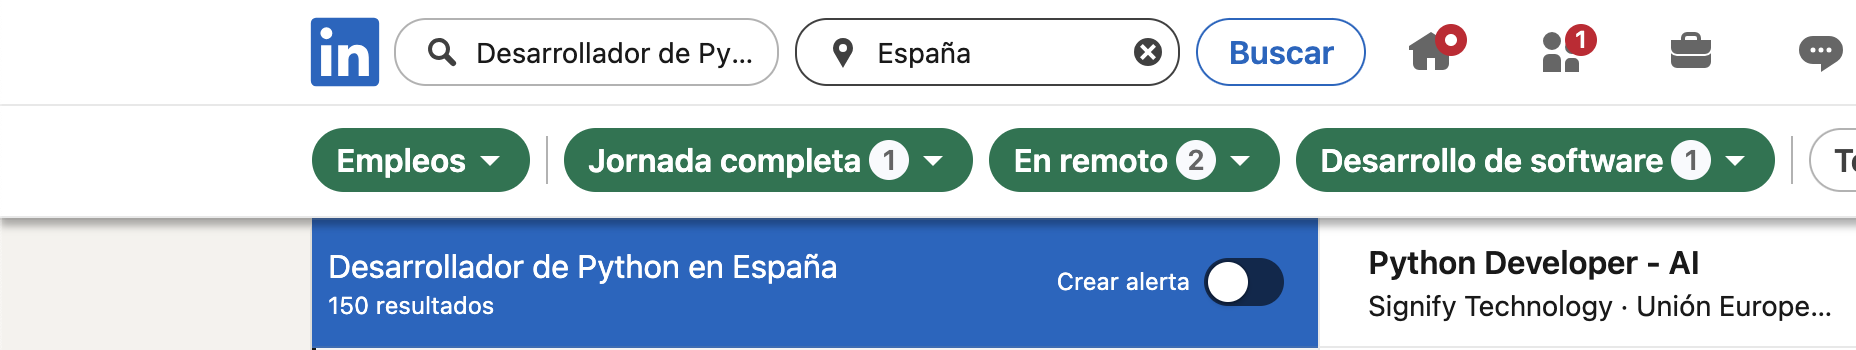 in
Desarrollador de Py...
España
Buscar
1
Empleos
Jornada completa 1
En remoto 2
Desarrollo de software 1
Desarrollador de Python en España
150 resultados
Crear alerta
Python Developer - AI
Signify Technology · Unión Europe...